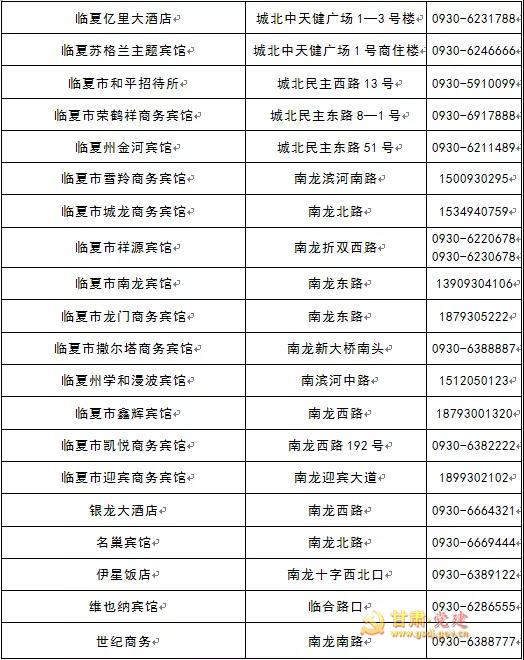 临夏亿里大酒店 城北中天健广场 1—3 号楼 0930-6231788
临夏苏格兰主题宾馆 城北中天健广场 1 号商住楼 0930-6246666
临夏市和平招待所 城北民主西路 13 号 0930-5910099
临夏市荣鹤祥商务宾馆 城北民主东路 8—1 号 0930-6917888
临夏州金河宾馆 城北民主东路 51 号 0930-6211489
临夏市雪羚商务宾馆 南龙滨河南路 1500930295
临夏市城龙商务宾馆 南龙北路 1534940759
临夏市祥源宾馆 南龙折双西路 0930-6220678
0930-6230678
临夏市南龙宾馆 南龙东路 13909304106
临夏市龙门商务宾馆 南龙东路 1879305222
临夏市撒尔塔商务宾馆 南龙新大桥南头 0930-6388887
临夏州学和漫波宾馆 南滨河中路 1512050123
临夏市鑫辉宾馆 南龙西路 18793001320
临夏市凯悦商务宾馆 南龙西路 192 号 0930-6382222
临夏市迎宾商务宾馆 南龙迎宾大道 1899302102
银龙大酒店 南龙西路 0930-6664321
名巢宾馆 南龙北路 0930-6669444
伊星饭店 南龙十字西北口 0930-6389122
维也纳宾馆 临合路口 0930-6286555
世纪商务 南龙南路 0930-6388777
甘肃·党建
www.gsdj.gov.cn